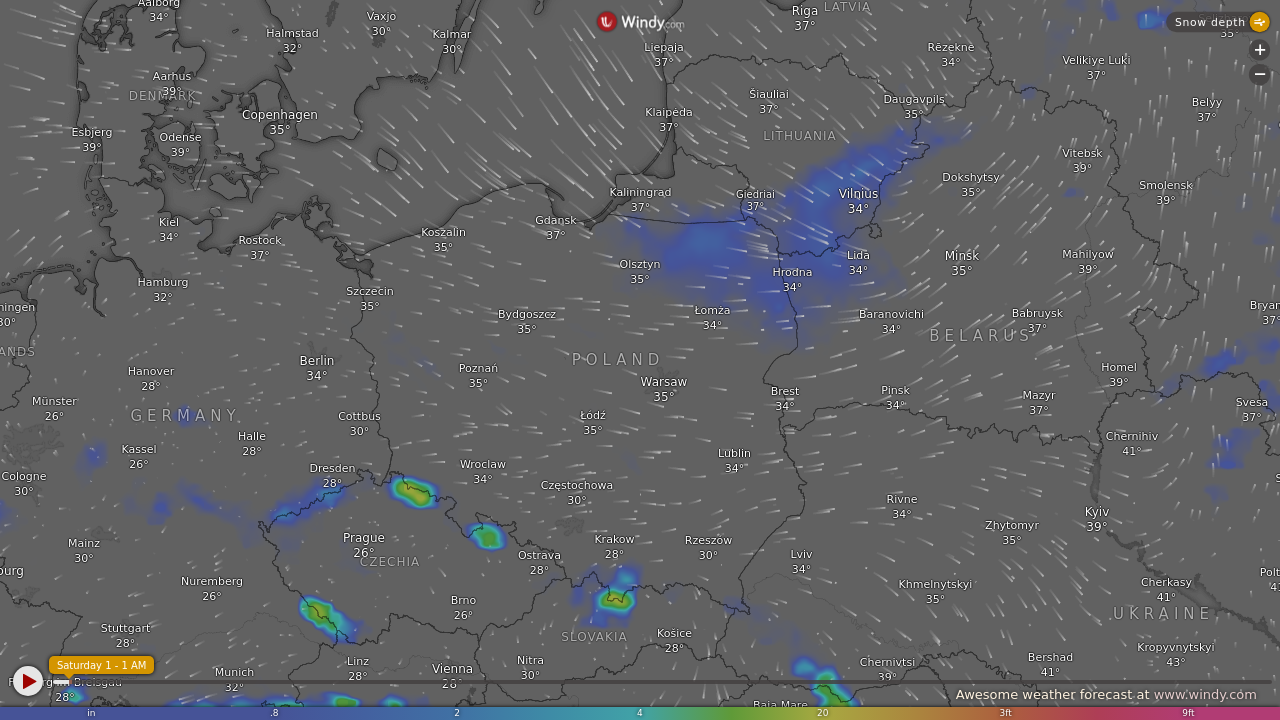 Aalborg
34°
Vaxjo
30°
Windy.com
Riga
37°
LATVIA
Snow depth
35°
Halmstad
32°
Kalmar
30°
Liepaja
37°
Rēzekne
34°
+
−
Velikiye Luki
37°
Aarhus
39°
DENMARK
Copenhagen
35°
Klaipėda
37°
Šiauliai
37°
Daugavpils
35°
Belyy
37°
Esbjerg
39°
Odense
39°
LITHUANIA
Vitebsk
39°
Kaliningrad
37°
Giedriai
37°
Vilnius
34°
Dokshytsy
35°
Smolensk
39°
Kiel
34°
Rostock
37°
Koszalin
35°
Gdansk
37°
Olsztyn
35°
Hrodna
34°
Lida
34°
Minsk
35°
Mahilyow
39°
Hamburg
32°
Szczecin
35°
ningen
30°
Bydgoszcz
35°
Łomża
34°
Baranovichi
34°
Babruysk
37°
Bryan
37°
BELARUS
ANDS
Berlin
34°
Hanover
28°
Poznań
35°
POLAND
Warsaw
35°
Brest
34°
Pinsk
34°
Homel
39°
Mazyr
37°
Münster
26°
GERMANY
Cottbus
30°
Łódź
35°
Svesa
37°
Halle
28°
Kassel
26°
Chernihiv
41°
Lublin
34°
Cologne
30°
Dresden
28°
Wroclaw
34°
Częstochowa
30°
S
Rivne
34°
Kyiv
39°
Zhytomyr
35°
Mainz
30°
Prague
26°
CZECHIA
Ostrava
28°
Krakow
28°
Rzeszów
30°
Lviv
34°
burg
Nuremberg
26°
Khmelnytskyi
35°
Cherkasy
41°
Polt
41
Brno
26°
UKRAINE
Stuttgart
28°
SLOVAKIA
Košice
28°
Kropyvnytskyi
43°
Saturday 1 - 1 AM
Munich
32°
Linz
28°
Vienna
28°
Nitra
30°
Chernivtsi
39°
Bershad
41°
28°
Awesome weather forecast at www.windy.com
Baia Mare
in
.8
2
4
20
3ft
9ft